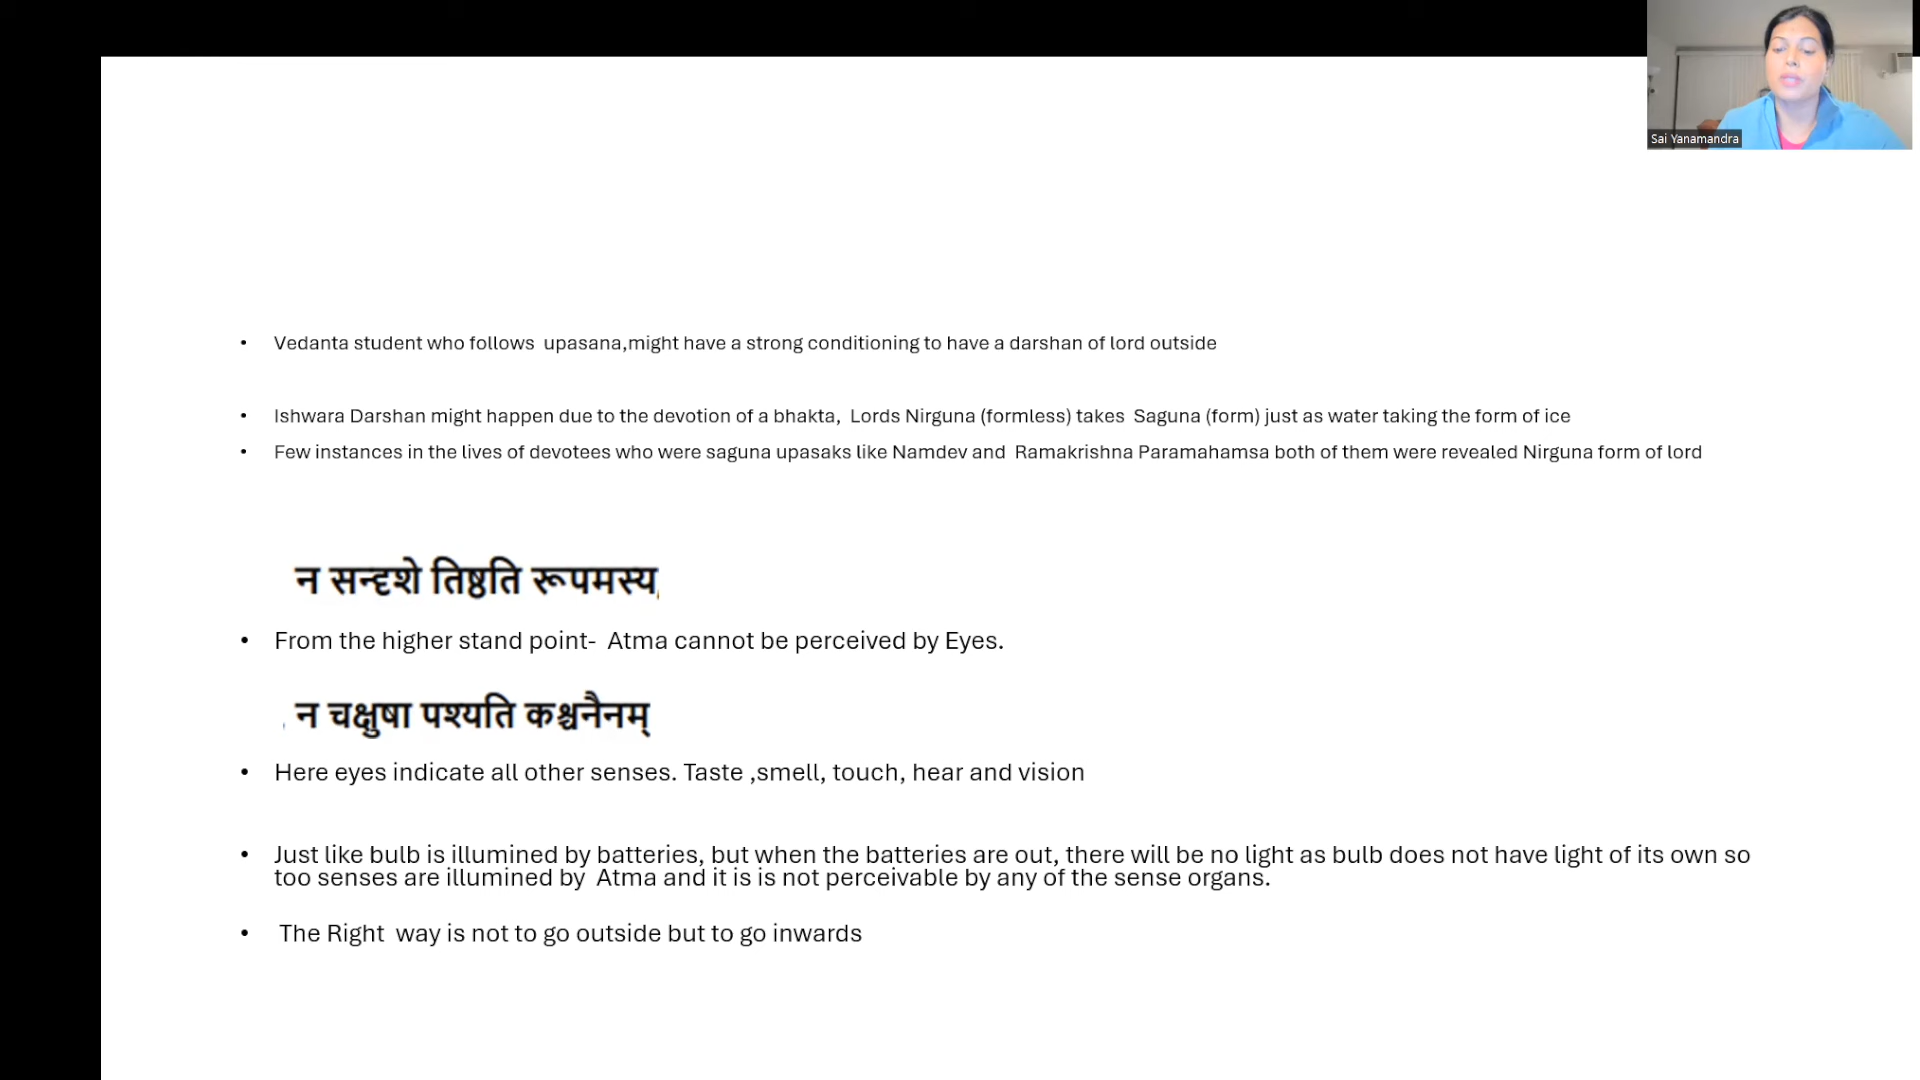 Sai Yanamandra
• Vedanta student who follows  upasana,might have a strong conditioning to have a darshan of lord outside
• Ishwara Darshan might happen due to the devotion of a bhakta,  Lords Nirguna (formless) takes  Saguna (form) just as water taking the form of ice
• Few instances in the lives of devotees who were saguna upasaks like Namdev and  Ramakrishna Paramahamsa both of them were revealed Nirguna form of lord
न सन्दृशे तिष्ठति रूपमस्य
• From the higher stand point-  Atma cannot be perceived by Eyes.
न चक्षुषा पश्यति कश्चनैनम्
• Here eyes indicate all other senses. Taste ,smell, touch, hear and vision
• Just like bulb is illumined by batteries, but when the batteries are out, there will be no light as bulb does not have light of its own so
too senses are illumined by  Atma and it is is not perceivable by any of the sense organs.
• The Right  way is not to go outside but to go inwards